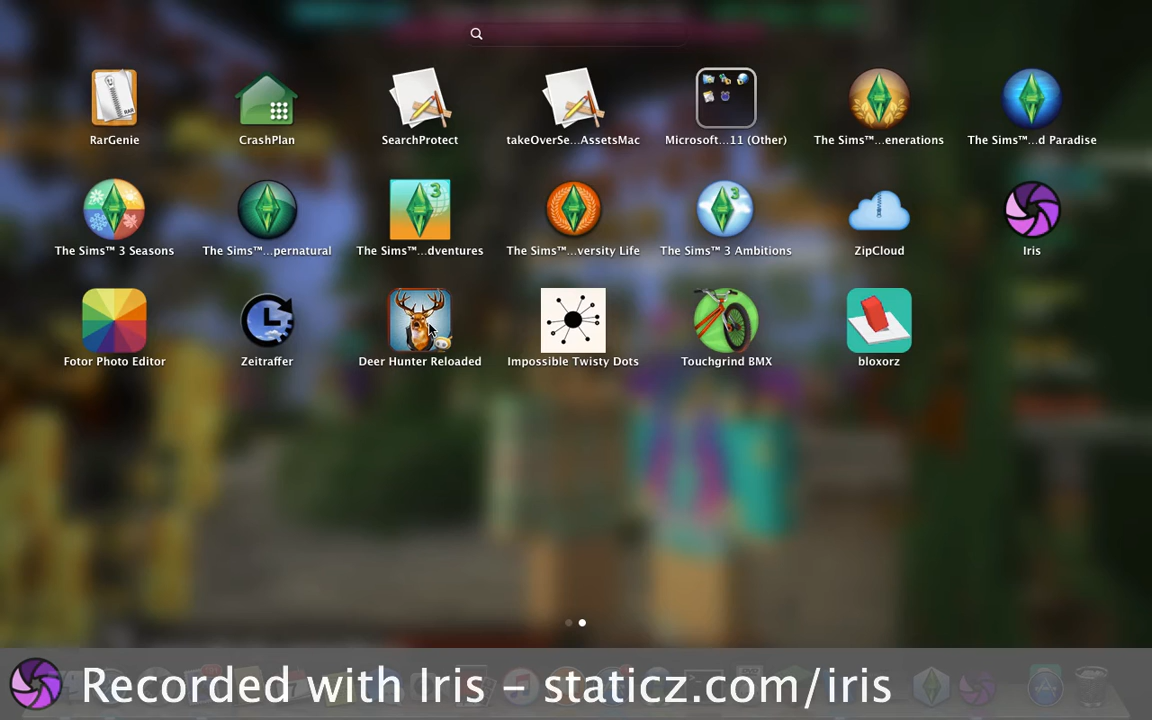 RarGenie
CrashPlan
SearchProtect
takeOverSe...AssetsMac
Microsoft...11 (Other)
The Sims™...enerations
The Sims™...d Paradise
The Sims™ 3 Seasons
The Sims™...pernatural
The Sims™...dventures
The Sims™...versity Life
The Sims™ 3 Ambitions
ZipCloud
Iris
Fotor Photo Editor
Zeitraffer
Deer Hunter Reloaded
Impossible Twisty Dots
Touchgrind BMX
bloxorz
Recorded with Iris – staticz.com/iris